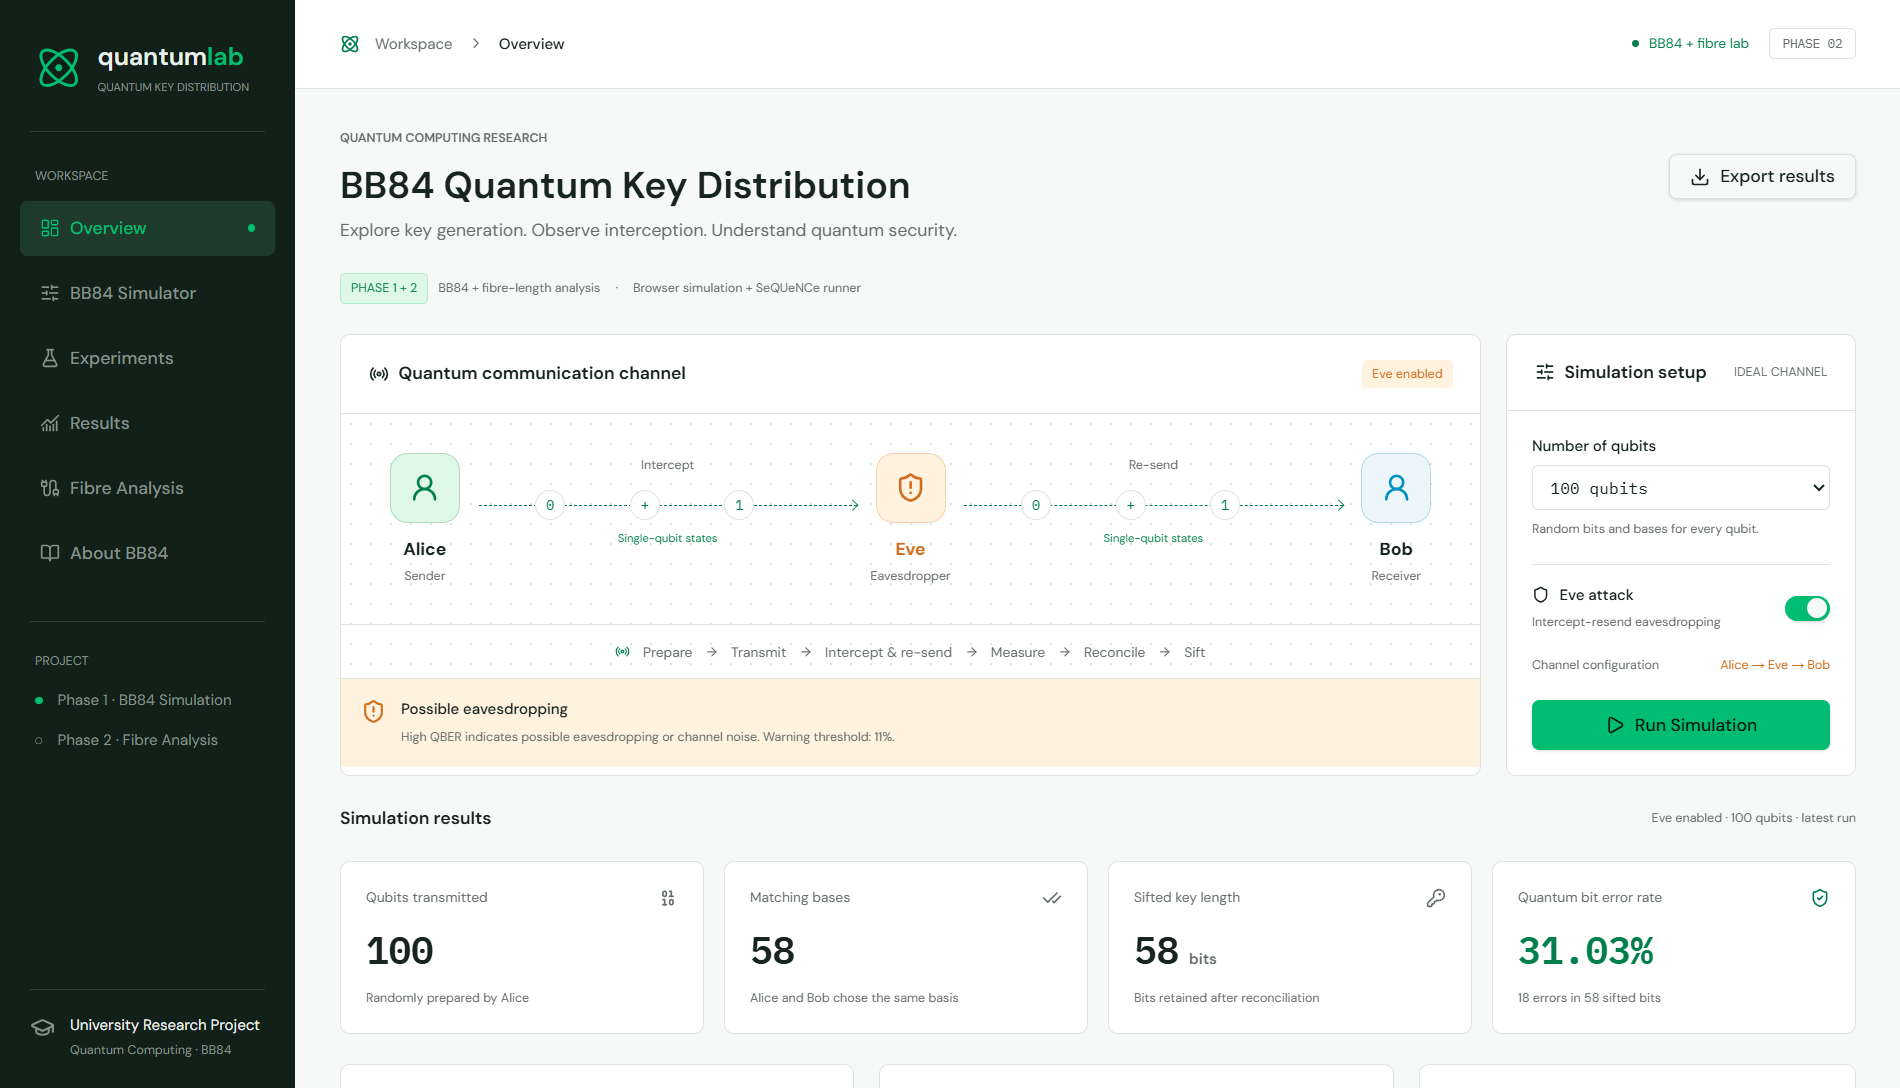 quantumlab
QUANTUM KEY DISTRIBUTION
WORKSPACE
Overview
BB84 Simulator
Experiments
Results
Fibre Analysis
About BB84
PROJECT
Phase 1 · BB84 Simulation
Phase 2 · Fibre Analysis
University Research Project
Quantum Computing · BB84
Workspace > Overview
BB84 + fibre lab
PHASE 02
QUANTUM COMPUTING RESEARCH
BB84 Quantum Key Distribution
Explore key generation. Observe interception. Understand quantum security.
Export results
PHASE 1 + 2 BB84 + fibre-length analysis · Browser simulation + SeQUeNCe runner
Quantum communication channel
Eve enabled
Intercept
0 + 1
Single-qubit states
Re-send
0 + 1
Single-qubit states
Alice
Sender
Eve
Eavesdropper
Bob
Receiver
Prepare → Transmit → Intercept & re-send → Measure → Reconcile → Sift
Possible eavesdropping
High QBER indicates possible eavesdropping or channel noise. Warning threshold: 11%.
Simulation setup
IDEAL CHANNEL
Number of qubits
100 qubits
Random bits and bases for every qubit.
Eve attack
Intercept-resend eavesdropping
Channel configuration
Alice → Eve → Bob
Run Simulation
Simulation results
Eve enabled · 100 qubits · latest run
Qubits transmitted
01
10
100
Randomly prepared by Alice
Matching bases
58
Alice and Bob chose the same basis
Sifted key length
58 bits
Bits retained after reconciliation
Quantum bit error rate
31.03%
18 errors in 58 sifted bits